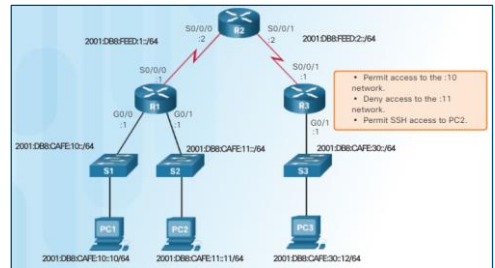 R2
S0/0/0
:2
S0/0/1
:2
2001:DB8:FEED:1::/64
2001:DB8:FEED:2::/64
S0/0/0
:1
S0/0/1
:1
R1
R3
• Permit access to the :10
network.
• Deny access to the :11
network.
• Permit SSH access to PC2.
G0/0
:1
G0/1
:1
G0/1
:1
2001:DB8:CAFE:10::/64
2001:DB8:CAFE:11::/64
2001:DB8:CAFE:30::/64
S1
S2
S3
PC1
PC2
PC3
2001:DB8:CAFE:10::10/64
2001:DB8:CAFE:11::11/64
2001:DB8:CAFE:30::12/64